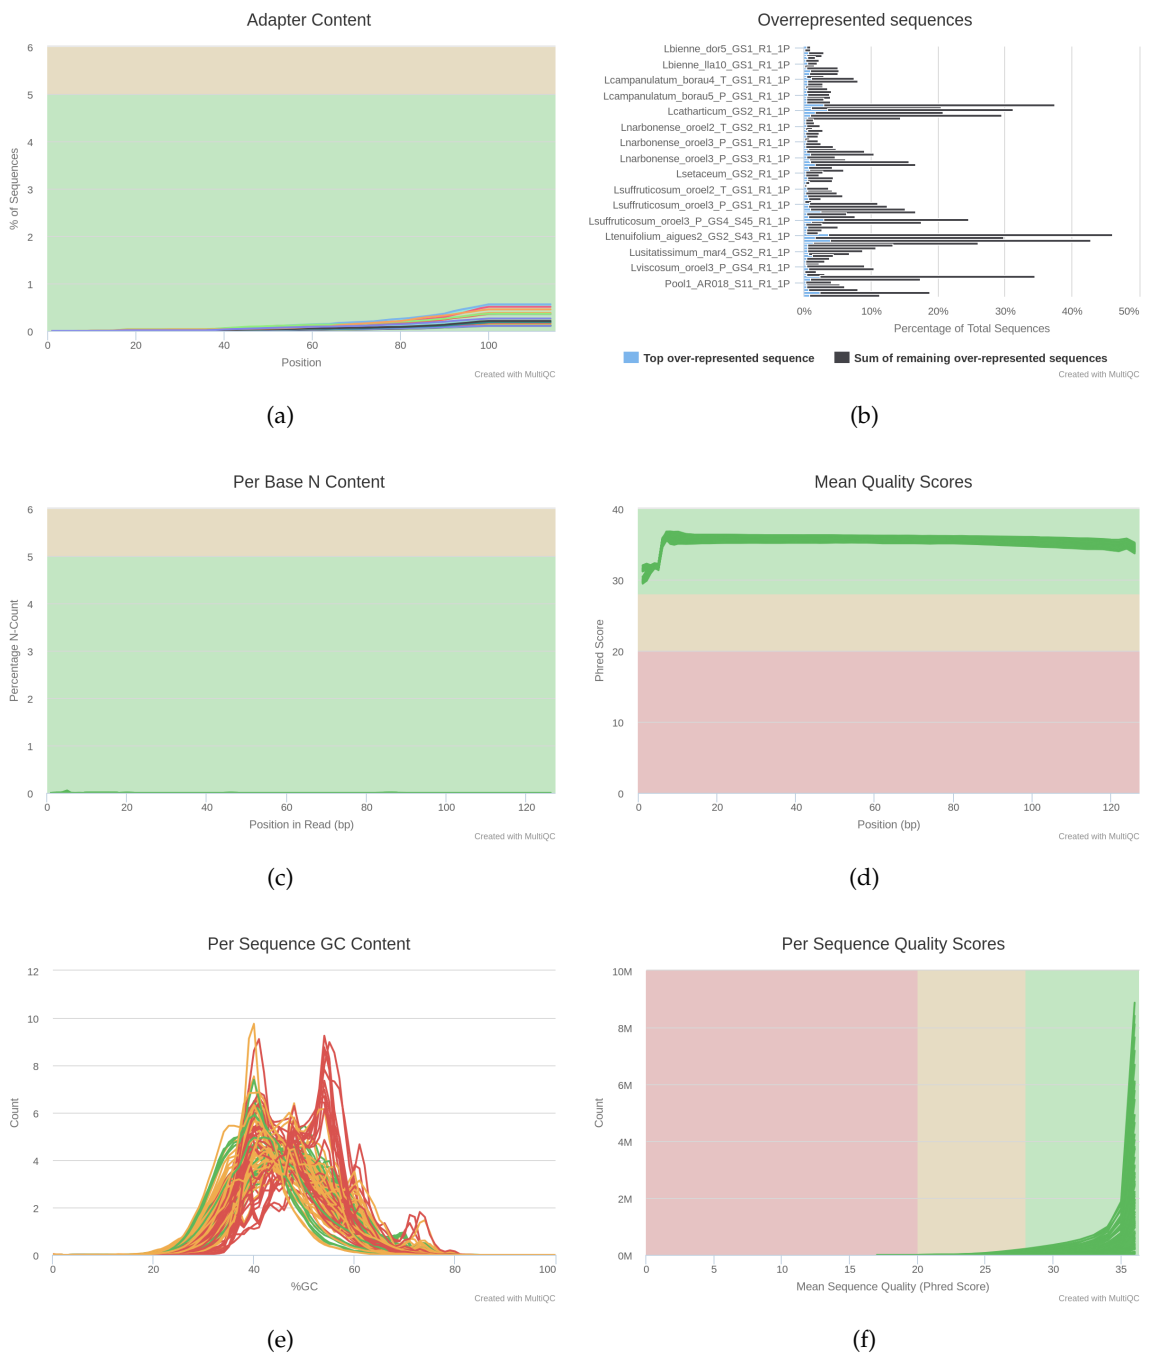 Adapter Content
6
5
4
3
2
1
0
% of Sequences
0 20 40 60 80 100
Position
Created with MultiQC
(a)
Overrepresented sequences
Lbienne_dor5_GS1_R1_1P
Lbienne_lla10_GS1_R1_1P
Lcampanulatum_borau4_T_GS1_R1_1P
Lcampanulatum_borau5_P_GS1_R1_1P
Lcatharticum_GS2_R1_1P
Lnarbonense_oroel2_T_GS2_R1_1P
Lnarbonense_oroel3_P_GS1_R1_1P
Lnarbonense_oroel3_P_GS3_R1_1P
Lsetaceum_GS2_R1_1P
Lsuffruticosum_oroel2_T_GS1_R1_1P
Lsuffruticosum_oroel3_P_GS1_R1_1P
Lsuffruticosum_oroel3_P_GS4_S45_R1_1P
Ltenuifolium_aigues2_GS2_S43_R1_1P
Lusitatissimum_mar4_GS2_R1_1P
Lviscosum_oroel3_P_GS4_R1_1P
Pool1_AR018_S11_R1_1P
0% 10% 20% 30% 40% 50%
Percentage of Total Sequences
Top over-represented sequence Sum of remaining over-represented sequences
Created with MultiQC
(b)
Per Base N Content
6
5
4
3
2
1
0
Percentage N-Count
0 20 40 60 80 100 120
Position in Read (bp)
Created with MultiQC
(c)
Mean Quality Scores
40
30
20
10
0
Phred Score
0 20 40 60 80 100 120
Position (bp)
Created with MultiQC
(d)
Per Sequence GC Content
12
10
8
6
4
2
0
Count
0 20 40 60 80 100
%GC
Created with MultiQC
(e)
Per Sequence Quality Scores
10M
8M
6M
4M
2M
0M
Count
0 5 10 15 20 25 30 35
Mean Sequence Quality (Phred Score)
Created with MultiQC
(f)